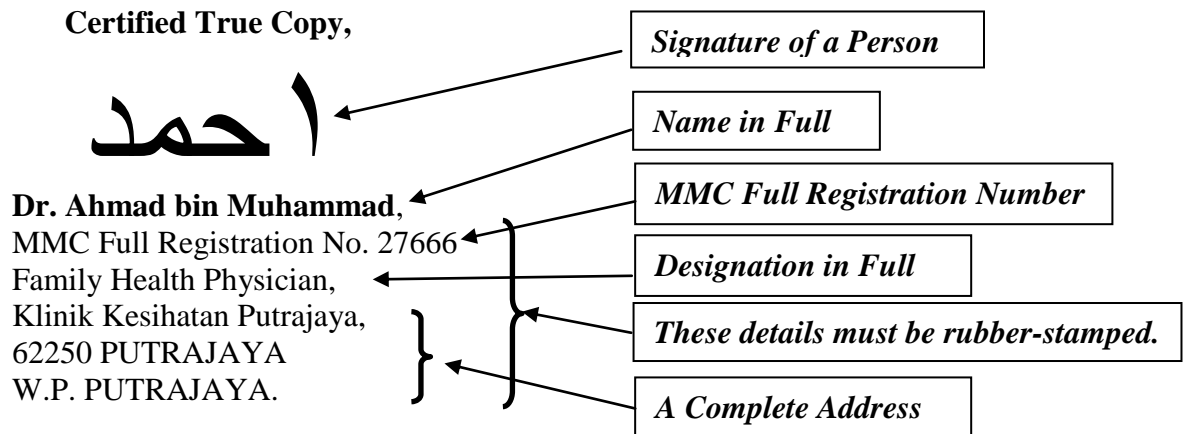 Certified True Copy,
Signature of a Person
احمد
Name in Full
Dr. Ahmad bin Muhammad,
MMC Full Registration Number
MMC Full Registration No. 27666
Family Health Physician,
Designation in Full
Klinik Kesihatan Putrajaya,
These details must be rubber-stamped.
62250 PUTRAJAYA
W.P. PUTRAJAYA.
A Complete Address